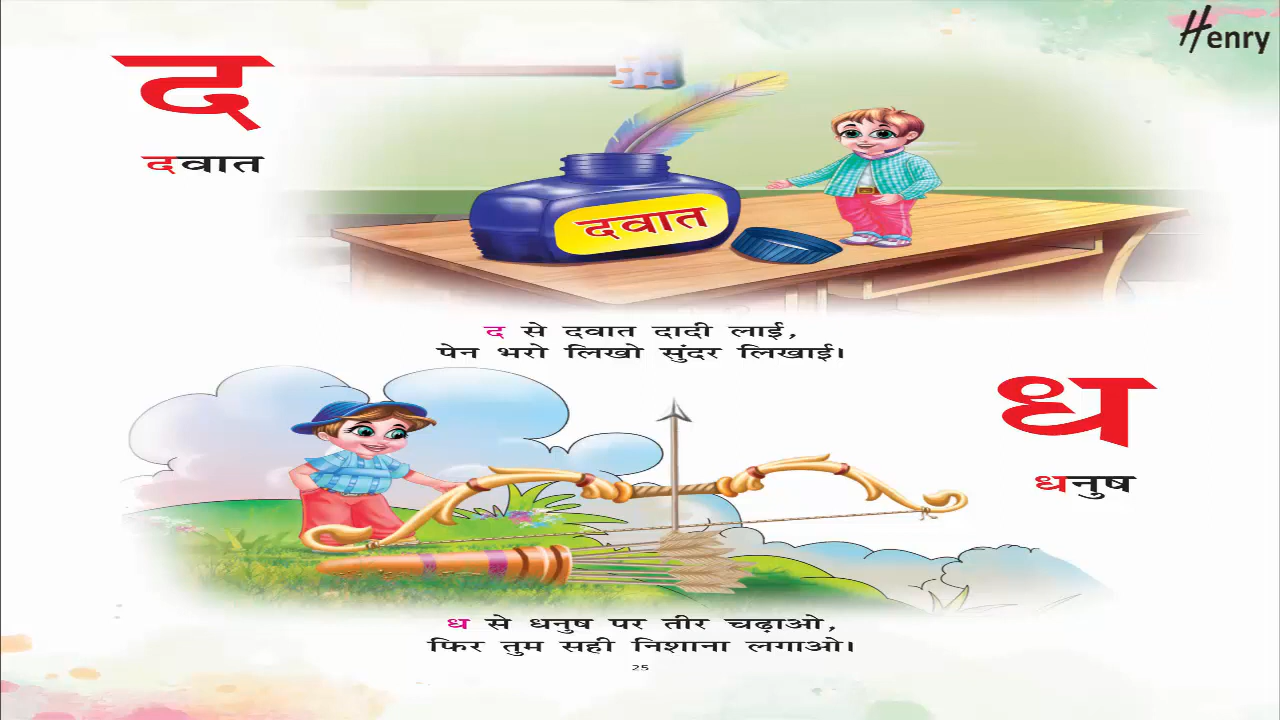 Henry
द
दवात
दवात
द से दवात दादी लाई,
पेन भरो लिखो सुंदर लिखाई।
ध
धनुष
ध से धनुष पर तीर चढ़ाओ,
फिर तुम सही निशाना लगाओ।
25